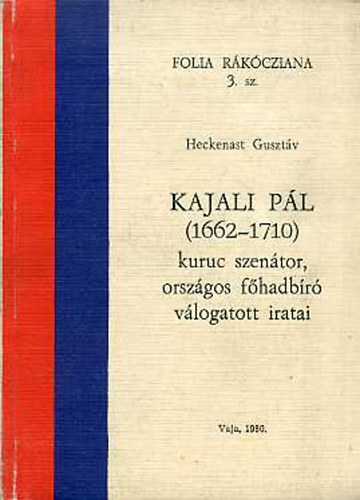 FOLIA RÁKÓCZIANA
3. sz.
Heckenast Gusztáv
KAJALI PÁL
(1662–1710)
kuruc szenátor,
országos főhadbíró
válogatott iratai
Vaja, 1980.